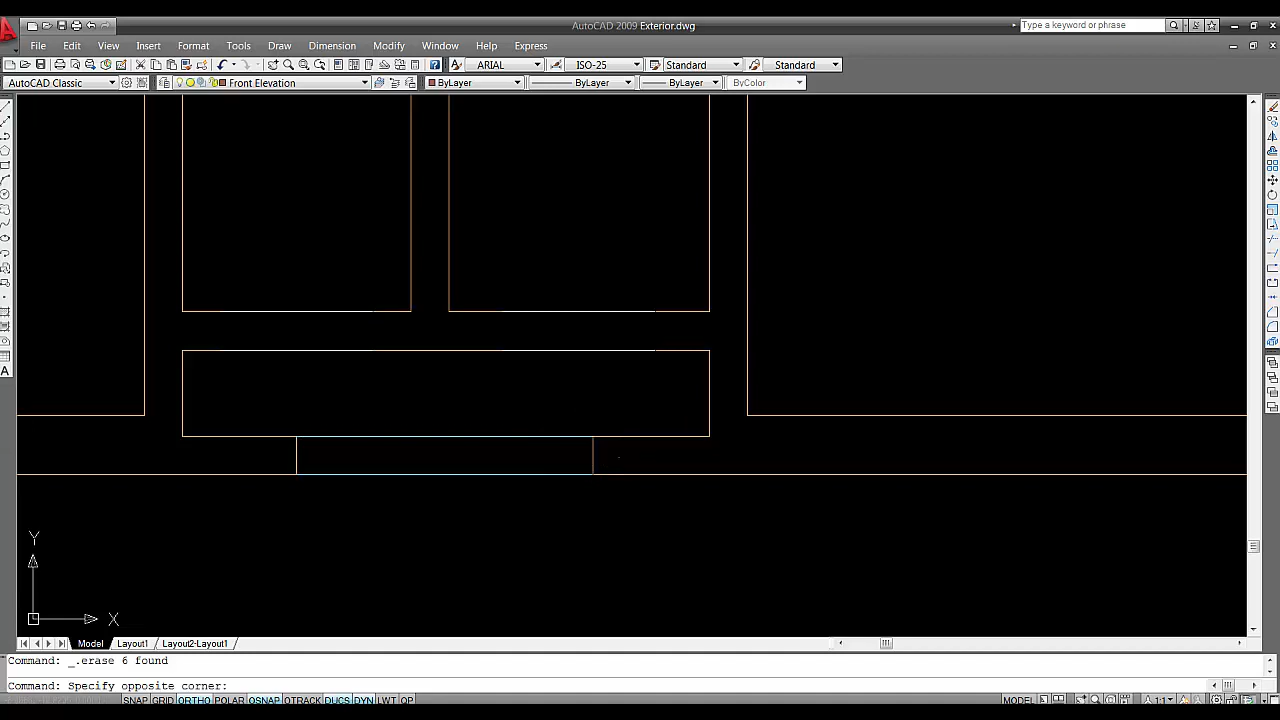 AutoCAD 2009 Exterior.dwg
Type a keyword or phrase
File Edit View Insert Format Tools Draw Dimension Modify Window Help Express
ARIAL ISO-25 Standard Standard
AutoCAD Classic Front Elevation ByLayer ByLayer ByLayer ByColor
Y
X
Model Layout1 Layout2-Layout1
Command: _.erase 6 found
Command: Specify opposite corner:
SNAP GRID ORTHO POLAR OSNAP OTRACK DUCS DYN LWT QP MODEL 1:1